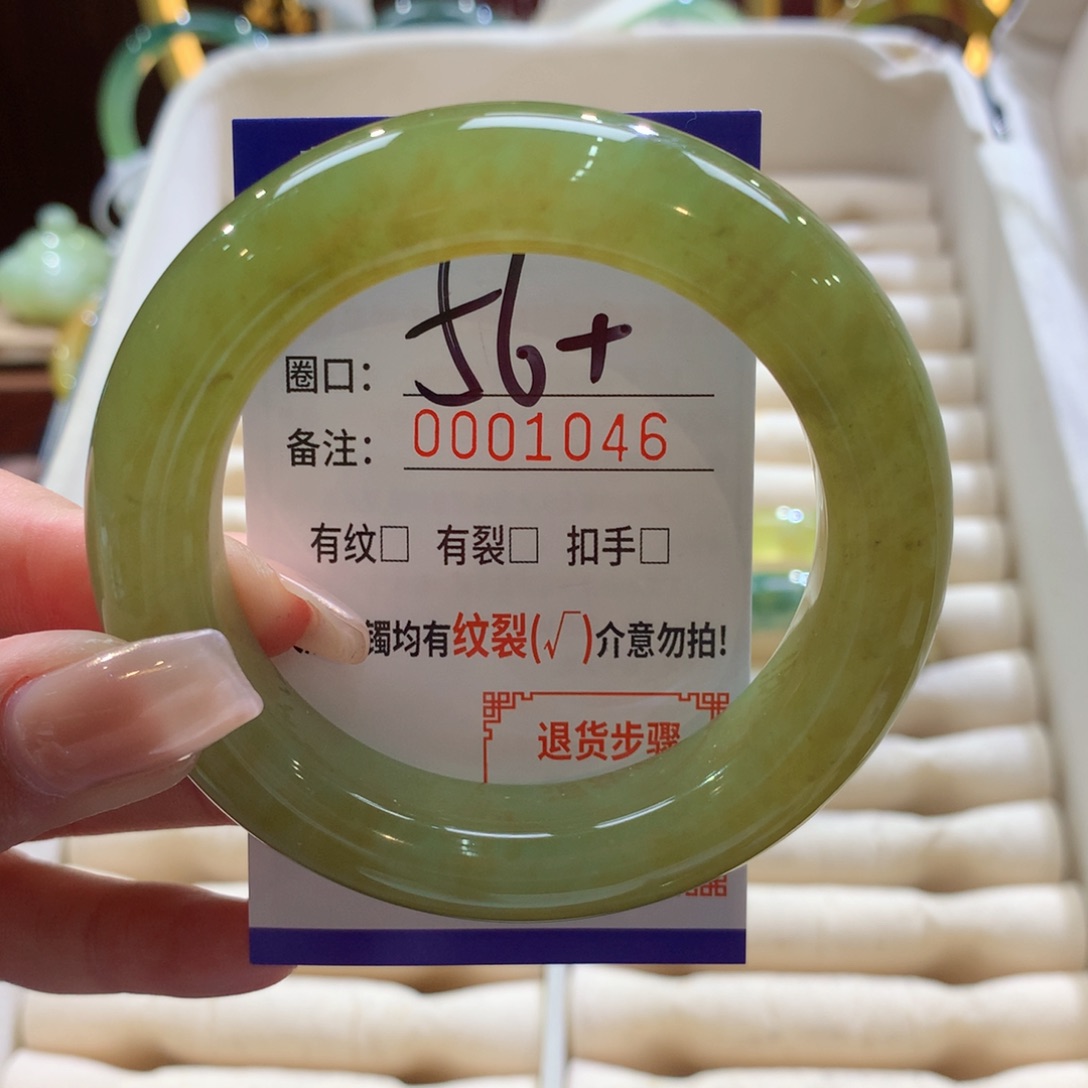 圈口： 56+
备注： 0001046
有纹□ 有裂□ 扣手□
镯均有纹裂(√)介意勿拍!
退货步骤